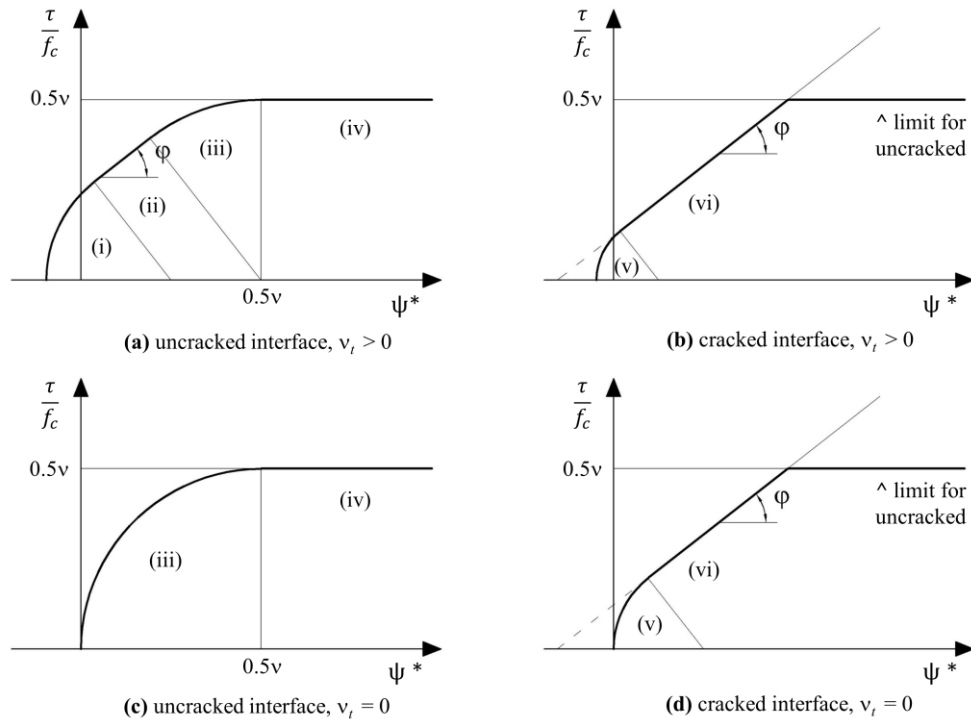 τ/f_c
0.5ν
(i)
(ii)
(iii)
(iv)
φ
0.5ν
ψ*
(a) uncracked interface, ν_t > 0
τ/f_c
0.5ν
φ
^ limit for
uncracked
(vi)
(v)
ψ*
(b) cracked interface, ν_t > 0
τ/f_c
0.5ν
(iv)
(iii)
0.5ν
ψ*
(c) uncracked interface, ν_t = 0
τ/f_c
0.5ν
φ
^ limit for
uncracked
(vi)
(v)
ψ*
(d) cracked interface, ν_t = 0